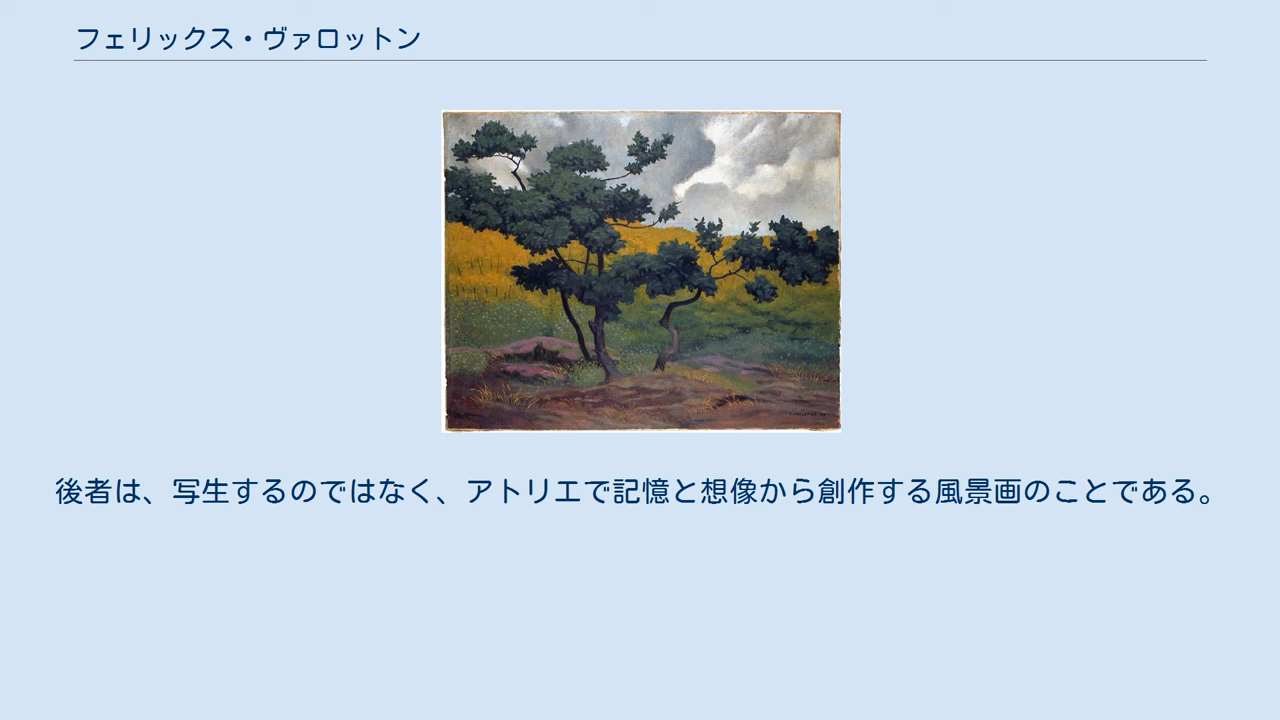 フェリックス・ヴァロットン
後者は、写生するのではなく、アトリエで記憶と想像から創作する風景画のことである。